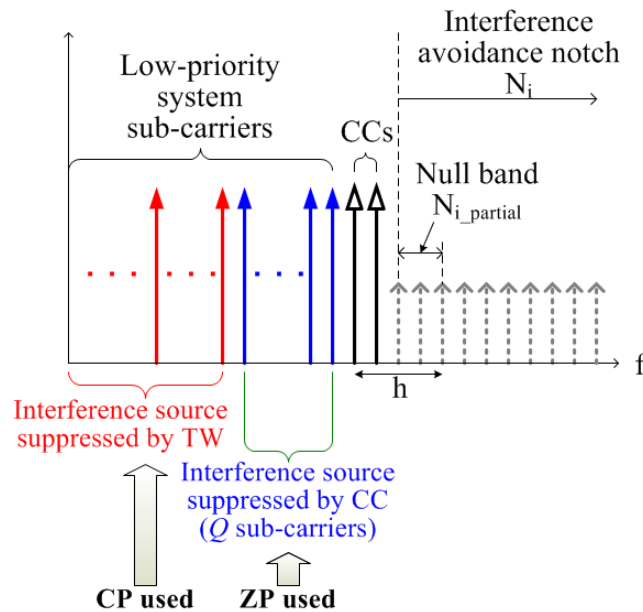 Interference
avoidance notch
N_i
Low-priority
system
sub-carriers
CCs
Null band
N_i_partial
f
h
Interference source
suppressed by TW
Interference source
suppressed by CC
(Q sub-carriers)
CP used
ZP used